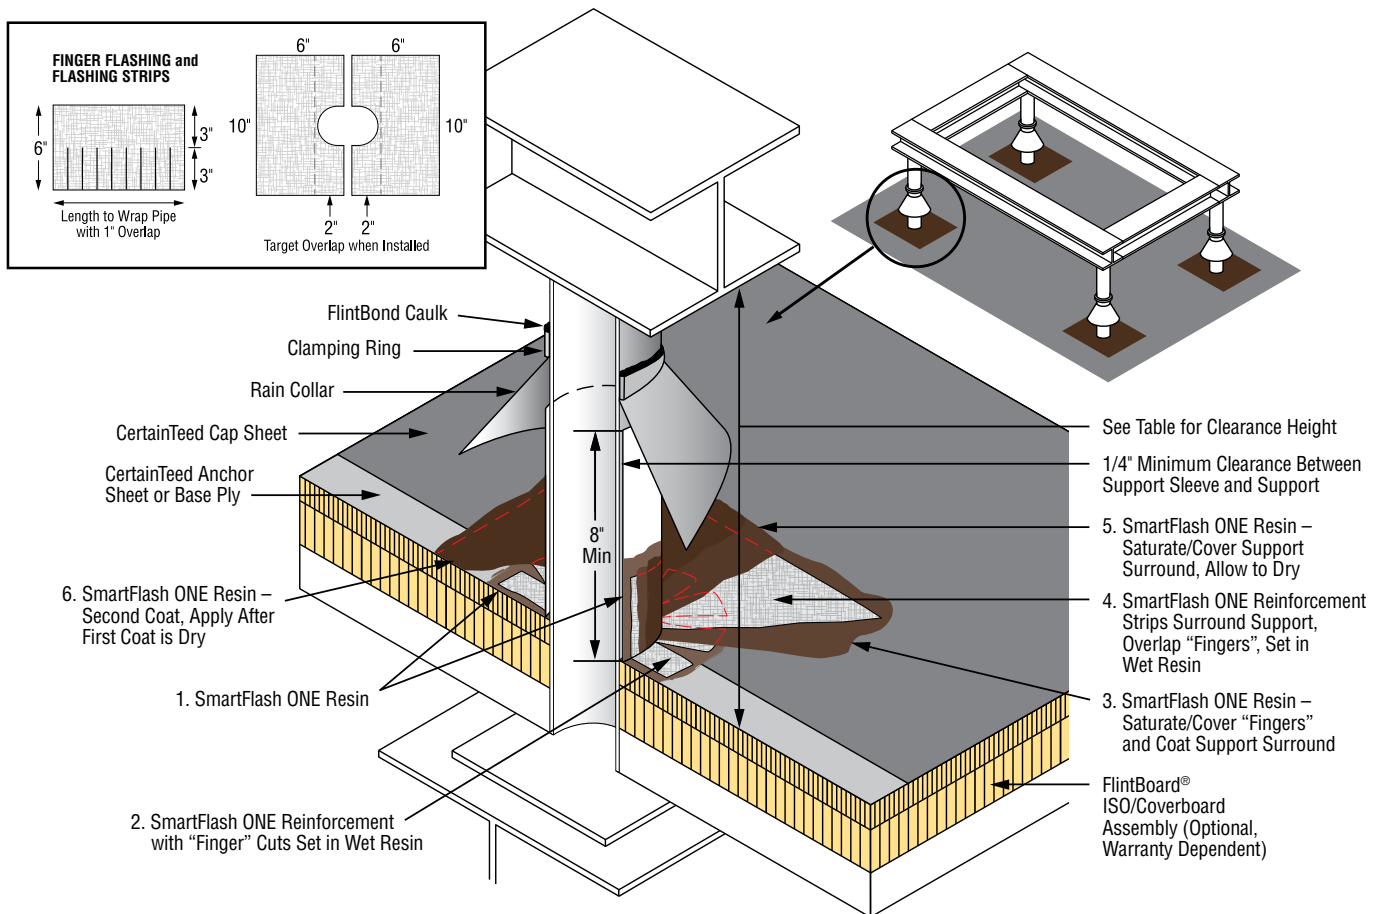 FINGER FLASHING and
FLASHING STRIPS
6"
3"
3"
Length to Wrap Pipe
with 1" Overlap
6"
6"
10"
10"
2"
2"
Target Overlap when Installed
FlintBond Caulk
Clamping Ring
Rain Collar
CertainTeed Cap Sheet
CertainTeed Anchor
Sheet or Base Ply
8"
Min
6. SmartFlash ONE Resin –
Second Coat, Apply After
First Coat is Dry
1. SmartFlash ONE Resin
2. SmartFlash ONE Reinforcement
with “Finger” Cuts Set in Wet Resin
See Table for Clearance Height
1/4" Minimum Clearance Between
Support Sleeve and Support
5. SmartFlash ONE Resin –
Saturate/Cover Support
Surround, Allow to Dry
4. SmartFlash ONE Reinforcement
Strips Surround Support,
Overlap “Fingers”, Set in
Wet Resin
3. SmartFlash ONE Resin –
Saturate/Cover “Fingers”
and Coat Support Surround
FlintBoard®
ISO/Coverboard
Assembly (Optional,
Warranty Dependent)